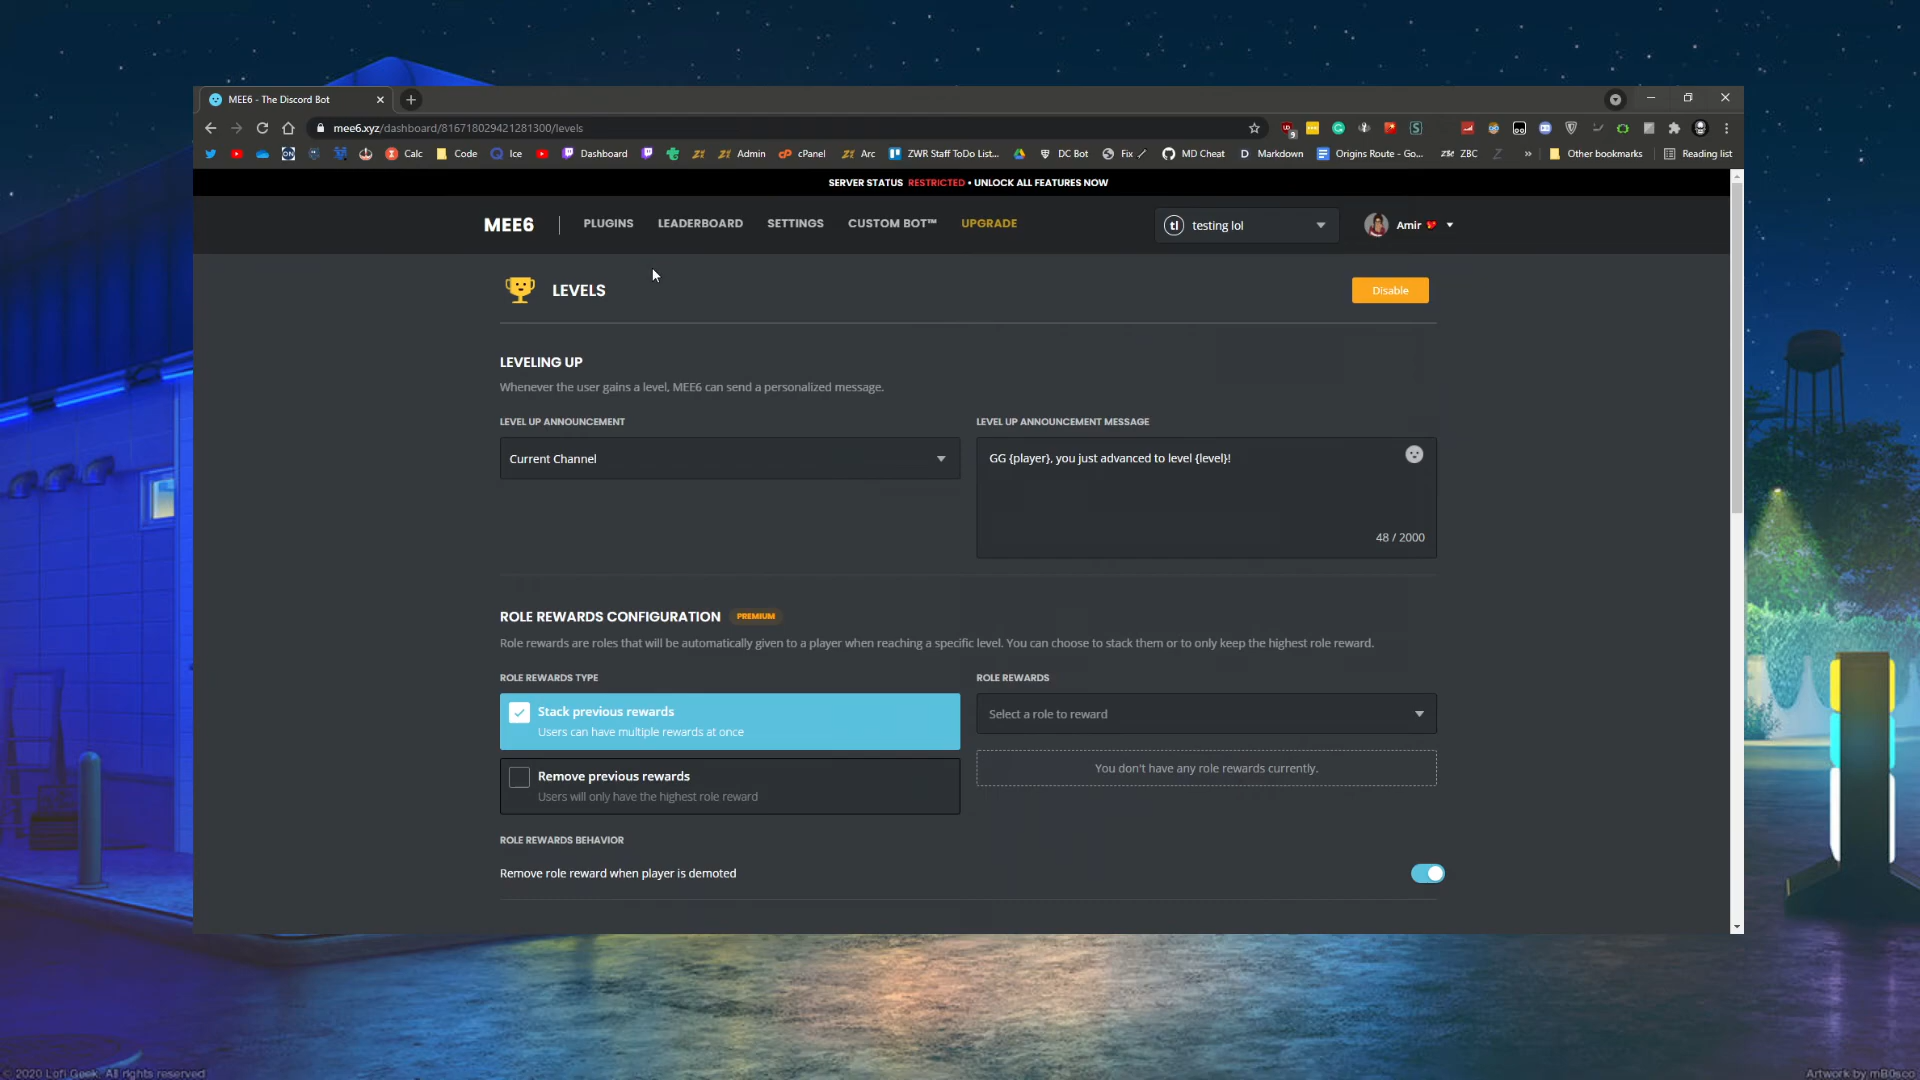 MEE6 - The Discord Bot
mee6.xyz/dashboard/816718029421281300/levels
9
ON
Calc
Code
Ice
Dashboard
Admin
cPanel
Arc
ZWR Staff ToDo List...
DC Bot
Fix
MD Cheat
Markdown
Origins Route - Go...
ZBC
Other bookmarks
Reading list
SERVER STATUS RESTRICTED • UNLOCK ALL FEATURES NOW
MEE6
PLUGINS
LEADERBOARD
SETTINGS
CUSTOM BOT™
UPGRADE
tl
testing lol
Amir
LEVELS
Disable
LEVELING UP
Whenever the user gains a level, MEE6 can send a personalized message.
LEVEL UP ANNOUNCEMENT
Current Channel
LEVEL UP ANNOUNCEMENT MESSAGE
GG {player}, you just advanced to level {level}!
48 / 2000
ROLE REWARDS CONFIGURATION
PREMIUM
Role rewards are roles that will be automatically given to a player when reaching a specific level. You can choose to stack them or to only keep the highest role reward.
ROLE REWARDS TYPE
Stack previous rewards
Users can have multiple rewards at once
Remove previous rewards
Users will only have the highest role reward
ROLE REWARDS
Select a role to reward
You don't have any role rewards currently.
ROLE REWARDS BEHAVIOR
Remove role reward when player is demoted
© 2020 Lofi Geek. All rights reserved
Artwork by mB0sco